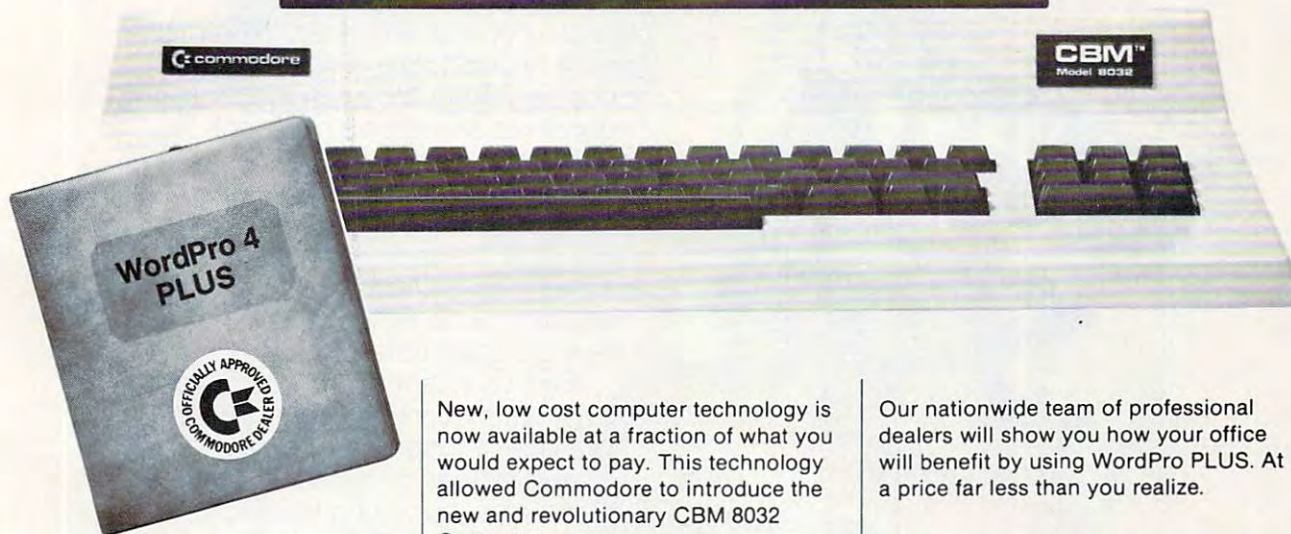 commodore
CBM™
Model 8032
WordPro 4
PLUS
OFFICIALLY APPROVED
COMMODORE DEALER
New, low cost computer technology is
now available at a fraction of what you
would expect to pay. This technology
allowed Commodore to introduce the
new and revolutionary CBM 8032
Our nationwide team of professional
dealers will show you how your office
will benefit by using WordPro PLUS. At
a price far less than you realize.